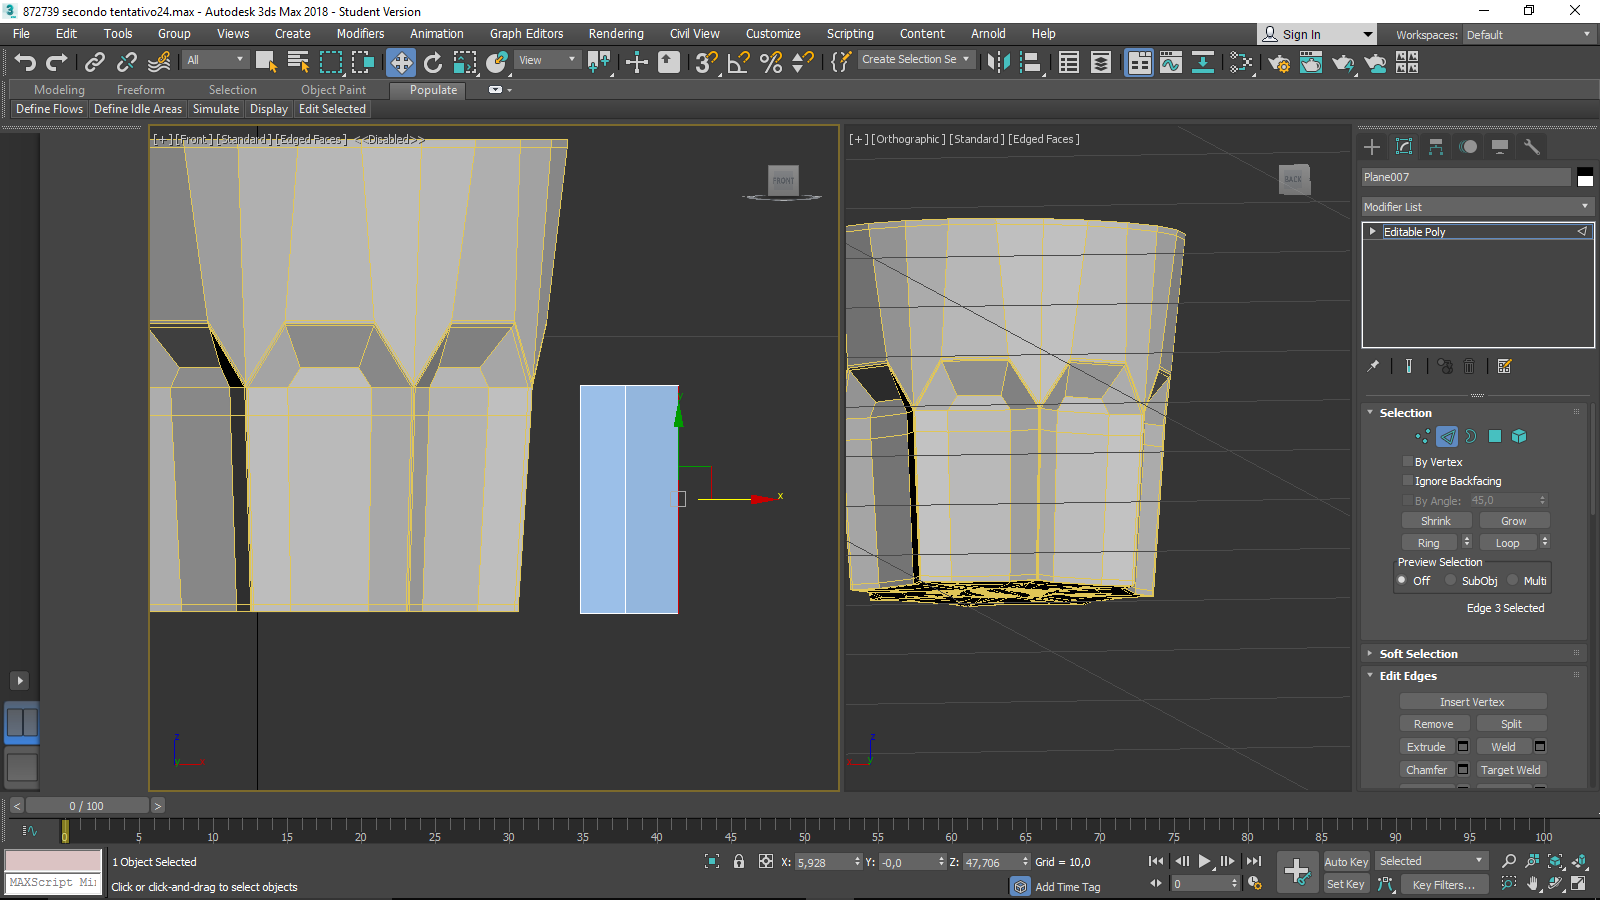 872739 secondo tentativo24.max - Autodesk 3ds Max 2018 - Student Version
File Edit Tools Group Views Create Modifiers Animation Graph Editors Rendering Civil View Customize Scripting Content Arnold Help Sign In Workspaces: Default
All View Create Selection Se
Modeling Freeform Selection Object Paint Populate
Define Flows Define Idle Areas Simulate Display Edit Selected
[+] [Front] [Standard] [Edged Faces] <<Disabled>>
[+] [Orthographic] [Standard] [Edged Faces]
FRONT
BACK
Plane007
Modifier List
Editable Poly
Selection
By Vertex
Ignore Backfacing
By Angle: 45,0
Shrink Grow
Ring Loop
Preview Selection
Off SubObj Multi
Edge 3 Selected
Soft Selection
Edit Edges
Insert Vertex
Remove Split
Extrude Weld
Chamfer Target Weld
x
z
z
< 0 / 100 >
0 5 10 15 20 25 30 35 40 45 50 55 60 65 70 75 80 85 90 95 100
1 Object Selected X: 5,928 Y: -0,0 Z: 47,706 Grid = 10,0 Auto Key Selected
MAXScript Mi
Click or click-and-drag to select objects Add Time Tag 0 Set Key Key Filters...